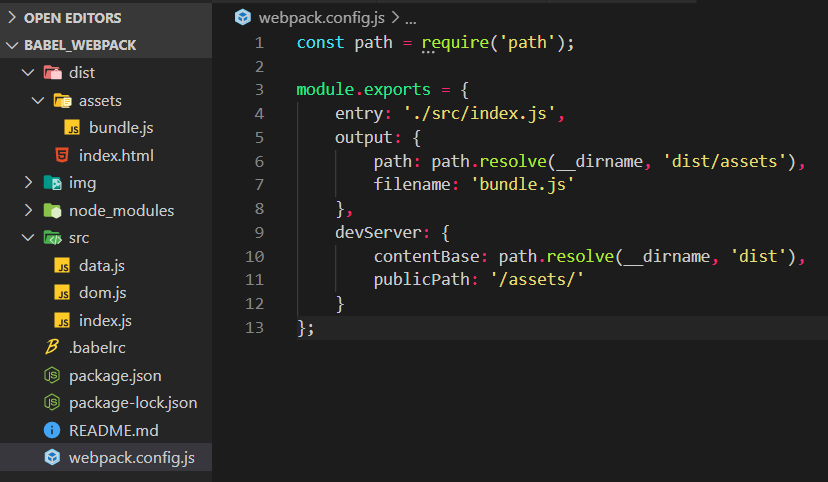 OPEN EDITORS
BABEL_WEBPACK
dist
assets
JS bundle.js
index.html
img
node_modules
src
JS data.js
JS dom.js
JS index.js
.babelrc
package.json
package-lock.json
README.md
webpack.config.js
webpack.config.js > ...
1 const path = require('path');
2
3 module.exports = {
4 entry: './src/index.js',
5 output: {
6 path: path.resolve(__dirname, 'dist/assets'),
7 filename: 'bundle.js'
8 },
9 devServer: {
10 contentBase: path.resolve(__dirname, 'dist'),
11 publicPath: '/assets/'
12 }
13 };